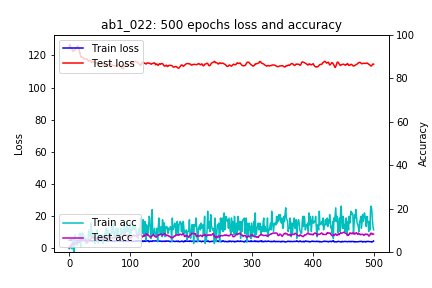 ab1_022: 500 epochs loss and accuracy
Train loss
Test loss
Train acc
Test acc
Loss
Accuracy
120
100
80
60
40
20
0
100
80
60
40
20
0
0
100
200
300
400
500